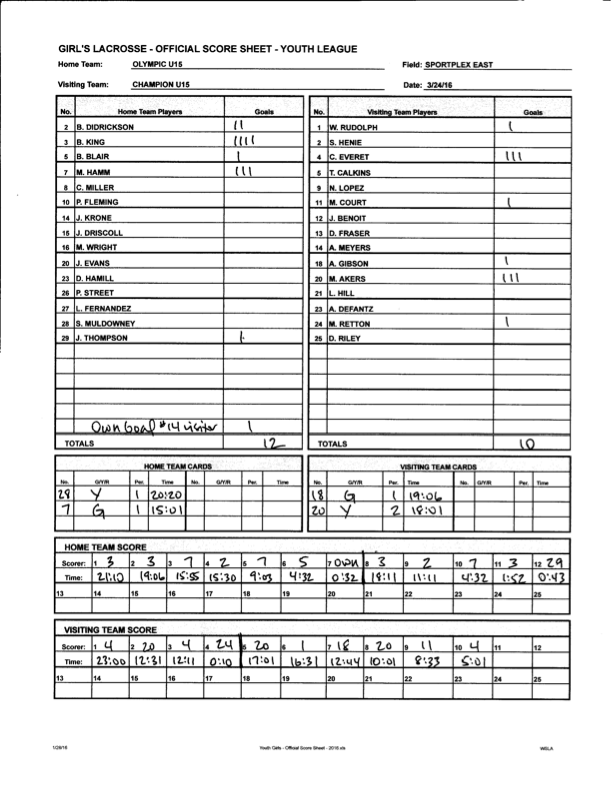 GIRL'S LACROSSE - OFFICIAL SCORE SHEET - YOUTH LEAGUE
Home Team: OLYMPIC U15 Field: SPORTPLEX EAST
Visiting Team: CHAMPION U15 Date: 3/24/16
No. Home Team Players Goals No. Visiting Team Players Goals
2 B. DIDRICKSON II 1 W. RUDOLPH I
3 B. KING IIII 2 S. HENIE
5 B. BLAIR I 4 C. EVERET III
7 M. HAMM III 5 T. CALKINS
8 C. MILLER 9 N. LOPEZ
10 P. FLEMING 11 M. COURT I
14 J. KRONE 12 J. BENOIT
15 J. DRISCOLL 13 D. FRASER
16 M. WRIGHT 14 A. MEYERS
20 J. EVANS 18 A. GIBSON I
23 D. HAMILL 20 M. AKERS III
26 P. STREET 21 L. HILL
27 L. FERNANDEZ 23 A. DEFANTZ
28 S. MULDOWNEY 24 M. RETTON I
29 J. THOMPSON I 25 D. RILEY
Own Goal #14 visitor I
TOTALS 12 TOTALS 10
HOME TEAM CARDS VISITING TEAM CARDS
No. G/Y/R Per. Time No. G/Y/R Per. Time No. G/Y/R Per. Time No. G/Y/R Per. Time
29 Y 1 20:20 18 G 1 19:06
7 G 1 15:01 20 Y 2 18:01
HOME TEAM SCORE
Scorer: 1 3 2 3 3 7 4 2 5 7 6 5 7 OWN 8 3 9 2 10 7 11 3 12 29
Time: 21:10 19:06 15:55 15:30 9:03 4:32 0:32 18:11 11:11 4:32 1:52 0:43
13 14 15 16 17 18 19 20 21 22 23 24 25
VISITING TEAM SCORE
Scorer: 1 4 2 20 3 4 4 24 5 20 6 1 7 18 8 20 9 11 10 4 11 12
Time: 23:00 12:31 12:11 0:10 17:01 16:31 12:44 10:01 8:33 5:01
13 14 15 16 17 18 19 20 21 22 23 24 25
1/28/16 Youth Girls - Official Score Sheet - 2016.xls WSLA